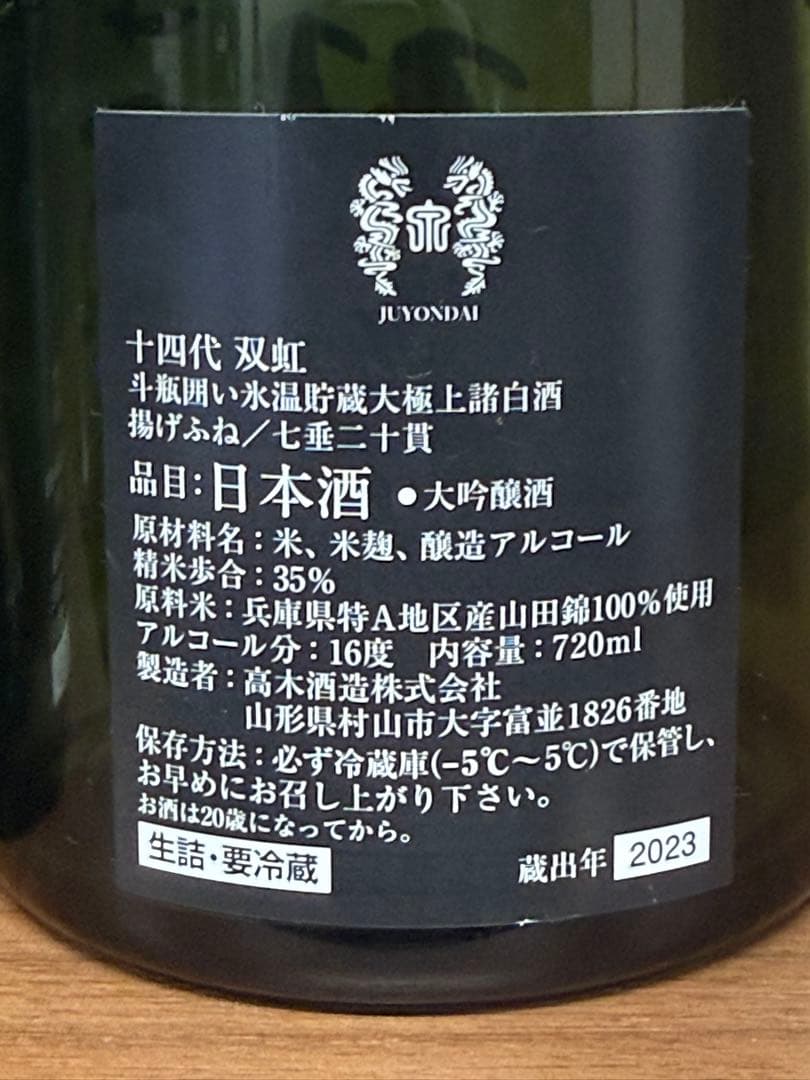 JUYONDAI
十四代 双虹
斗瓶囲い氷温貯蔵大極上諸白酒
揚げふね／七垂二十貫
品目：日本酒 ●大吟醸酒
原材料名：米、米麹、醸造アルコール
精米歩合：35%
原料米：兵庫県特A地区産山田錦100%使用
アルコール分：16度 内容量：720ml
製造者：高木酒造株式会社
山形県村山市大字富並1826番地
保存方法：必ず冷蔵庫(−5℃〜5℃)で保管し、
お早めにお召し上がり下さい。
お酒は20歳になってから。
生詰・要冷蔵 蔵出年 2023